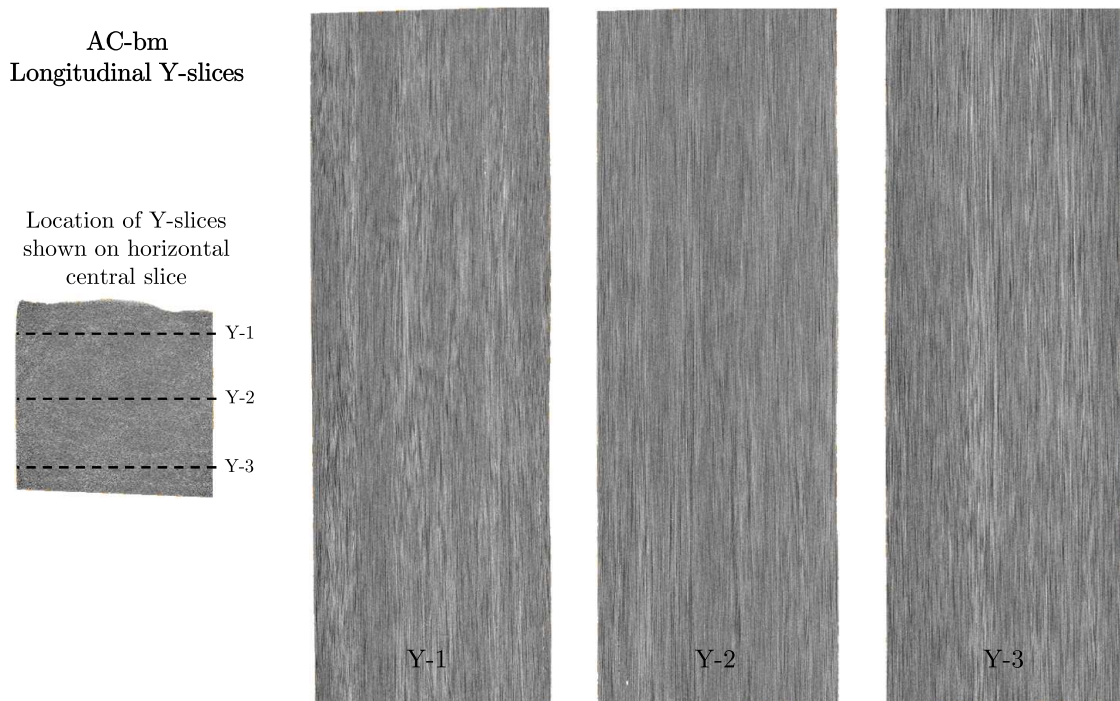 AC-bm
Longitudinal Y-slices
Location of Y-slices
shown on horizontal
central slice
Y-1
Y-2
Y-3
Y-1
Y-2
Y-3